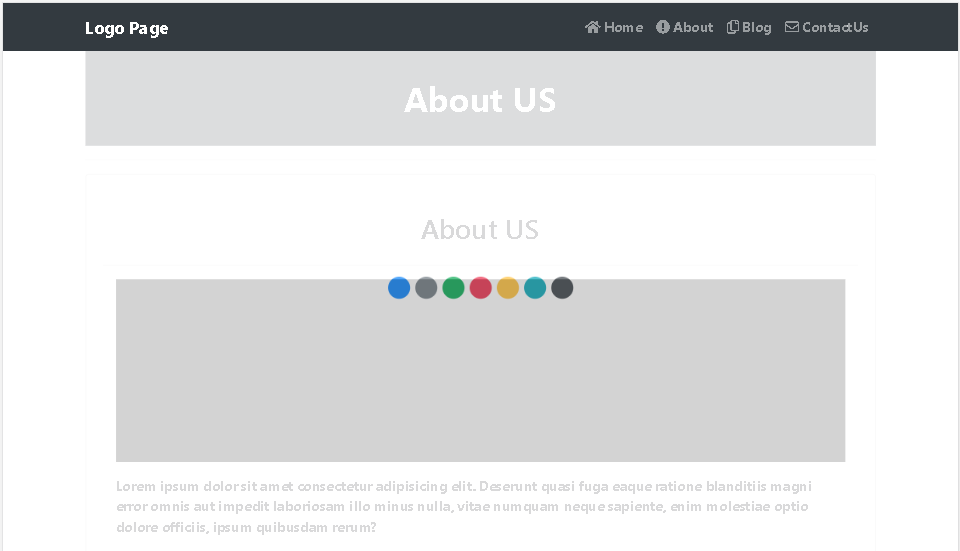 Logo Page
Home About Blog ContactUs
About US
About US
Lorem ipsum dolor sit amet consectetur adipisicing elit. Deserunt quasi fuga eaque ratione blanditiis magni
error omnis aut impedit laboriosam illo minus nulla, vitae numquam neque sapiente, enim molestiae optio
dolore officiis, ipsum quibusdam rerum?